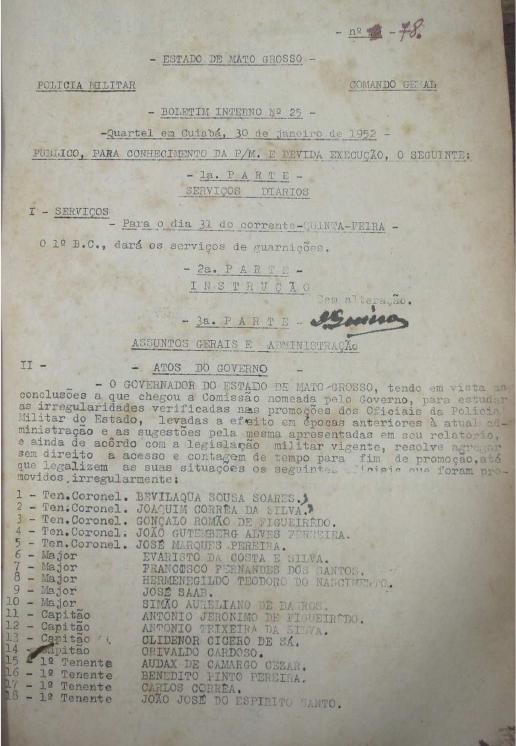 - nº - 78.
- ESTADO DE MATO GROSSO -
POLICIA MILITAR COMANDO GERAL
- BOLETIM INTERNO Nº 25 -
-Quartel em Cuiabá, 30 de janeiro de 1952 -
PUBLICO, PARA CONHECIMENTO DA P/M. E DEVIDA EXECUÇÃO, O SEGUINTE:
- 1a. P A R T E -
SERVIÇOS DIARIOS
I - SERVIÇOS
- Para o dia 31 do corrente-QUINTA-FEIRA -
O 1º B.C., dará os serviços de guarnições.
- 2a. P A R T E -
I N S T R U Ç Ã O
Sem alteração.
- 3a. P A R T E -
ASSUNTOS GERAIS E ADMINISTRAÇÃO
II - - ATOS DO GOVERNO -
- O GOVERNADOR DO ESTADO DE MATO-GROSSO, tendo em vista as
conclusões a que chegou a Comissão nomeada pelo Governo, para estudar
as irregularidades verificadas nas promoções dos Oficiais da Policia
Militar do Estado, levadas a efeito em épocas anteriores à atual ad-
ministração e as sugestões pela mesma apresentadas em seu relatorio,
e ainda de acôrdo com a legislação militar vigente, resolve agregar
sem direito a acesso e contagem de tempo para fim de promoção, até
que legalizem as suas situações os seguintes oficiais que foram pro-
movidos irregularmente:
1 - Ten.Coronel. BEVILAQUA SOUSA SOARES.
2 - Ten.Coronel. JOAQUIM CORRÊA DA SILVA.
3 - Ten.Coronel. GONÇALO ROMÃO DE FIGUEIRÊDO.
4 - Ten.Coronel. JOÃO GUTEMBERG ALVES FERREIRA.
5 - Ten.Coronel. JOSÉ MARQUES PEREIRA.
6 - Major EVARISTO DA COSTA E SILVA.
7 - Major FRANCISCO FERNANDES DOS SANTOS.
8 - Major HERMENEGILDO TEODORO DO NASCIMENTO.
9 - Major JOSÉ SAAB.
10 - Major SIMÃO AURELIANO DE BARROS.
11 - Capitão ANTONIO JERONIMO DE FIGUEIRÊDO.
12 - Capitão ANTONIO TEIXEIRA DA SILVA.
13 - Capitão CLIDENOR CICERO DE SÁ.
14 - Capitão ORIVALDO CARDOSO.
15 - 1º Tenente AUDAX DE CAMARGO CEZAR.
16 - 1º Tenente BENEDITO PINTO PEREIRA.
17 - 1º Tenente CARLOS CORRÊA.
18 - 1º Tenente JOÃO JOSÉ DO ESPIRITO SANTO.